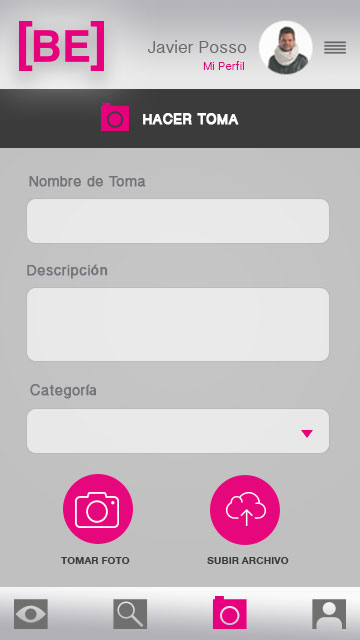 [BE]
Javier Posso
Mi Perfil
HACER TOMA
Nombre de Toma
Descripción
Categoría
TOMAR FOTO
SUBIR ARCHIVO